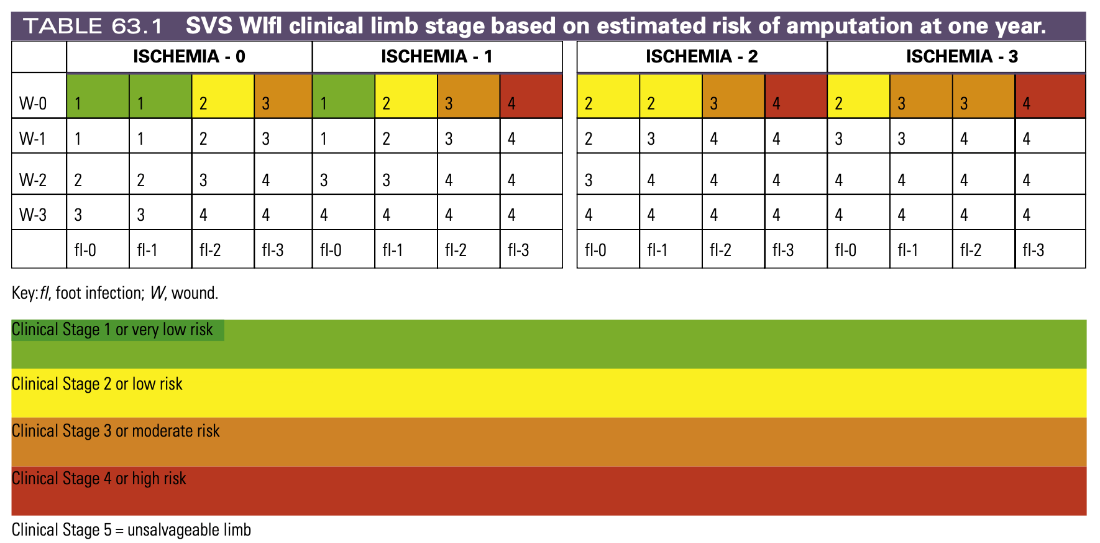 TABLE 63.1 SVS WIfI clinical limb stage based on estimated risk of amputation at one year.
ISCHEMIA - 0 ISCHEMIA - 1 ISCHEMIA - 2 ISCHEMIA - 3
W-0 1 1 2 3 1 2 3 4 2 2 3 4 2 3 3 4
W-1 1 1 2 3 1 2 3 4 2 3 4 4 3 3 4 4
W-2 2 2 3 4 3 3 4 4 3 4 4 4 4 4 4 4
W-3 3 3 4 4 4 4 4 4 4 4 4 4 4 4 4 4
fI-0 fI-1 fI-2 fI-3 fI-0 fI-1 fI-2 fI-3 fI-0 fI-1 fI-2 fI-3 fI-0 fI-1 fI-2 fI-3
Key: fI, foot infection; W, wound.
Clinical Stage 1 or very low risk
Clinical Stage 2 or low risk
Clinical Stage 3 or moderate risk
Clinical Stage 4 or high risk
Clinical Stage 5 = unsalvageable limb